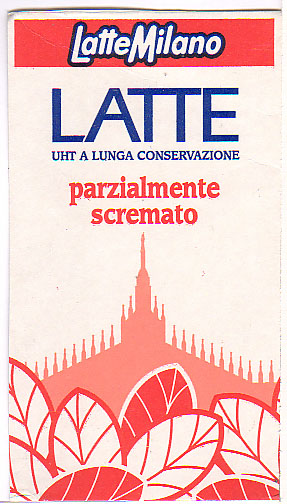 LatteMilano
LATTE
UHT A LUNGA CONSERVAZIONE
parzialmente
scremato